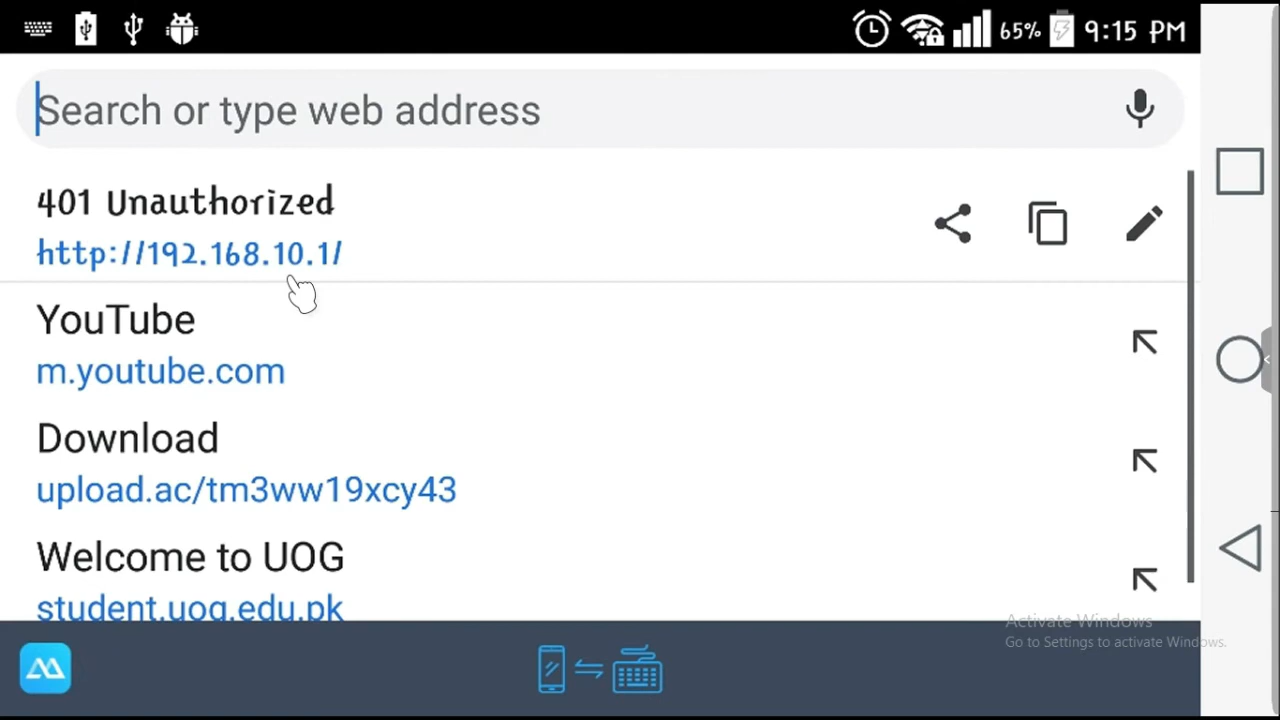 65% 9:15 PM
Search or type web address
401 Unauthorized
http://192.168.10.1/
YouTube
m.youtube.com
Download
upload.ac/tm3ww19xcy43
Welcome to UOG
student.uog.edu.pk
Activate Windows
Go to Settings to activate Windows.